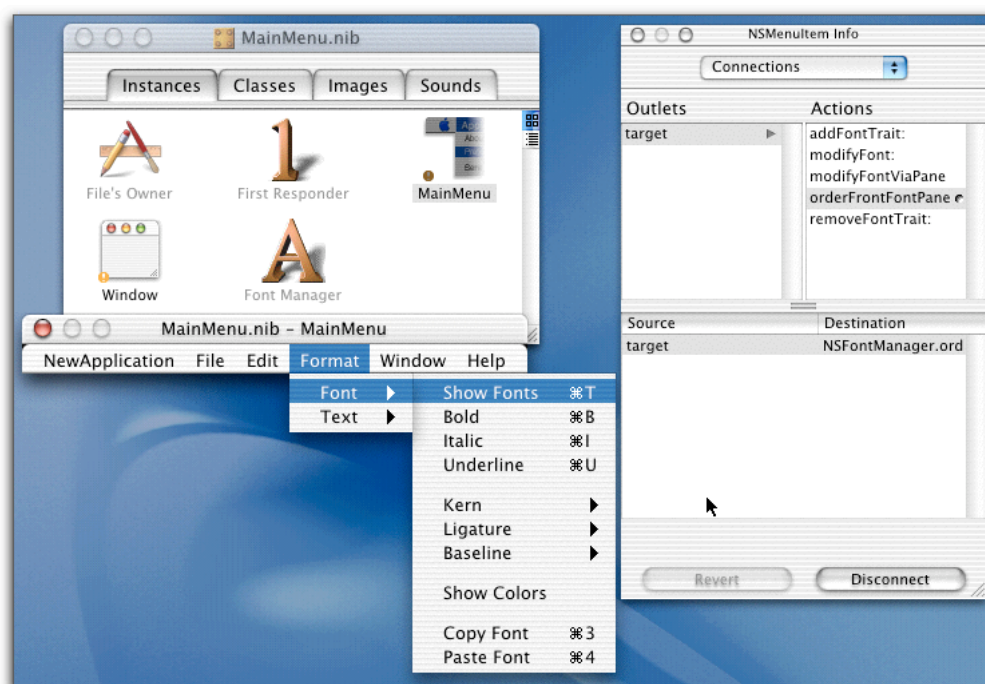 MainMenu.nib
Instances
Classes
Images
Sounds
File's Owner
First Responder
MainMenu
Window
Font Manager
MainMenu.nib – MainMenu
NewApplication File Edit Format Window Help
Font
Text
Show Fonts ⌘T
Bold ⌘B
Italic ⌘I
Underline ⌘U
Kern
Ligature
Baseline
Show Colors
Copy Font ⌘3
Paste Font ⌘4
NSMenuItem Info
Connections
Outlets
target
Actions
addFontTrait:
modifyFont:
modifyFontViaPane
orderFrontFontPane
removeFontTrait:
Source Destination
target NSFontManager.ord
Revert Disconnect